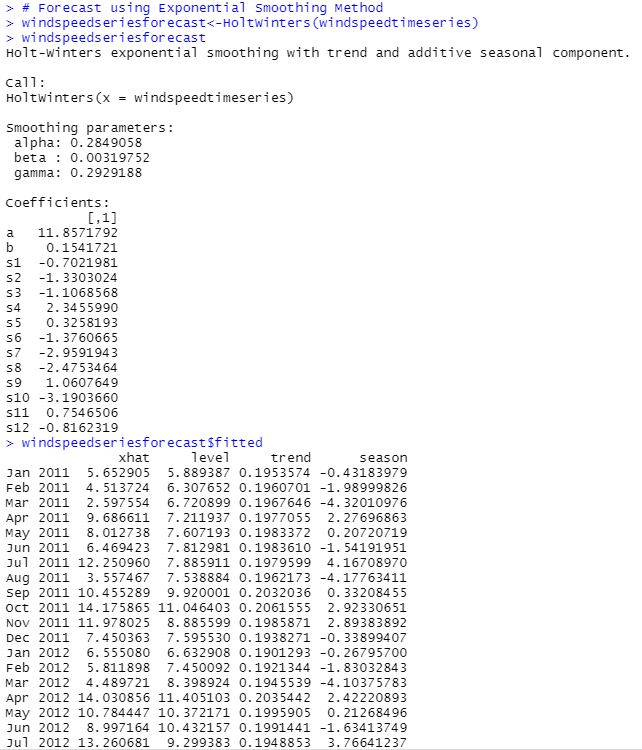 > # Forecast using Exponential Smoothing Method
> windspeedseriesforecast<-HoltWinters(windspeedtimeseries)
> windspeedseriesforecast
Holt-Winters exponential smoothing with trend and additive seasonal component.
Call:
HoltWinters(x = windspeedtimeseries)
Smoothing parameters:
alpha: 0.2849058
beta : 0.00319752
gamma: 0.2929188
Coefficients:
[,1]
a 11.8571792
b 0.1541721
s1 -0.7021981
s2 -1.3303024
s3 -1.1068568
s4 2.3455990
s5 0.3258193
s6 -1.3760665
s7 -2.9591943
s8 -2.4753464
s9 1.0607649
s10 -3.1903660
s11 0.7546506
s12 -0.8162319
> windspeedseriesforecast$fitted
xhat level trend season
Jan 2011 5.652905 5.889387 0.1953574 -0.43183979
Feb 2011 4.513724 6.307652 0.1960701 -1.98999826
Mar 2011 2.597554 6.720899 0.1967646 -4.32010976
Apr 2011 9.686611 7.211937 0.1977055 2.27696863
May 2011 8.012738 7.607193 0.1983372 0.20720719
Jun 2011 6.469423 7.812981 0.1983610 -1.54191951
Jul 2011 12.250960 7.885911 0.1979599 4.16708970
Aug 2011 3.557467 7.538884 0.1962173 -4.17763411
Sep 2011 10.455289 9.920001 0.2032036 0.33208455
Oct 2011 14.175865 11.046403 0.2061555 2.92330651
Nov 2011 11.978025 8.885599 0.1985871 2.89383892
Dec 2011 7.450363 7.595530 0.1938271 -0.33899407
Jan 2012 6.555080 6.632908 0.1901293 -0.26795700
Feb 2012 5.811898 7.450092 0.1921344 -1.83032843
Mar 2012 4.489721 8.398924 0.1945539 -4.10375783
Apr 2012 14.030856 11.405103 0.2035442 2.42220893
May 2012 10.784447 10.372171 0.1995905 0.21268496
Jun 2012 8.997164 10.432157 0.1991441 -1.63413749
Jul 2012 13.260681 9.299383 0.1948853 3.76641237